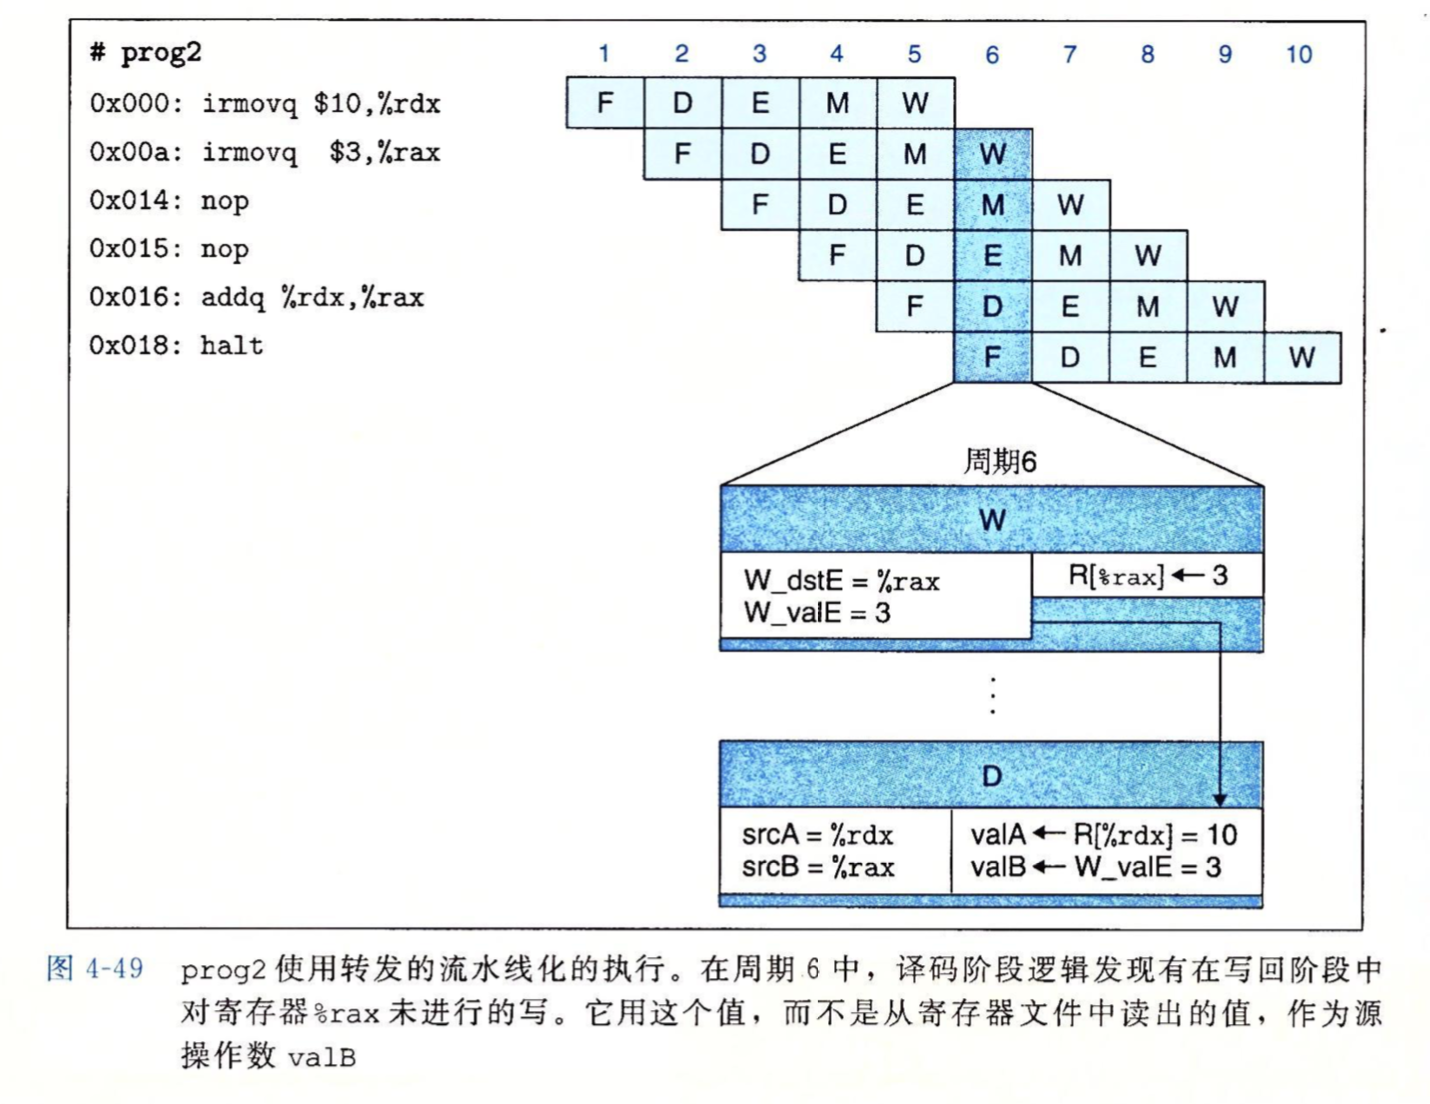 # prog2
1 2 3 4 5 6 7 8 9 10
0x000: irmovq $10,%rdx F D E M W
0x00a: irmovq $3,%rax F D E M W
0x014: nop F D E M W
0x015: nop F D E M W
0x016: addq %rdx,%rax F D E M W
0x018: halt F D E M W
周期6
W
W_dstE = %rax
W_valE = 3
R[%rax] ← 3
⋮
D
srcA = %rdx
srcB = %rax
valA ← R[%rdx] = 10
valB ← W_valE = 3
图 4-49 prog2 使用转发的流水线化的执行。在周期 6 中，译码阶段逻辑发现有在写回阶段中
对寄存器%rax 未进行的写。它用这个值，而不是从寄存器文件中读出的值，作为源
操作数 valB